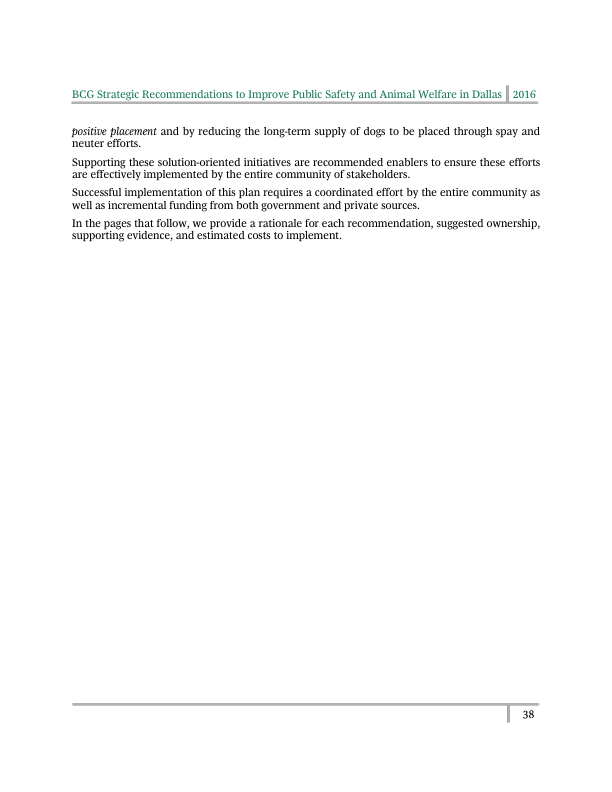 BCG Strategic Recommendations to Improve Public Safety and Animal Welfare in Dallas 2016
positive placement and by reducing the long-term supply of dogs to be placed through spay and
neuter efforts.
Supporting these solution-oriented initiatives are recommended enablers to ensure these efforts
are effectively implemented by the entire community of stakeholders.
Successful implementation of this plan requires a coordinated effort by the entire community as
well as incremental funding from both government and private sources.
In the pages that follow, we provide a rationale for each recommendation, suggested ownership,
supporting evidence, and estimated costs to implement.
38